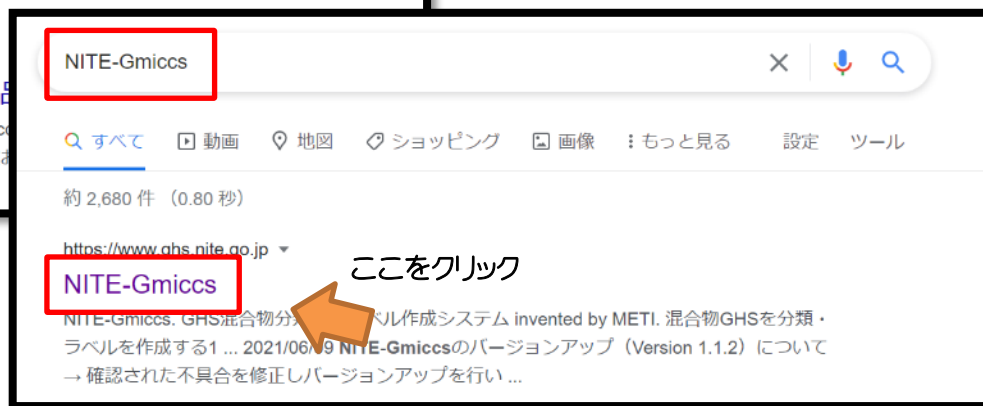 NITE-Gmiccs
すべて 動画 地図 ショッピング 画像 もっと見る 設定 ツール
約 2,680 件 （0.80 秒）
https://www.ghs.nite.go.jp
ここをクリック
NITE-Gmiccs
NITE-Gmiccs. GHS混合物分 ベル作成システム invented by METI. 混合物GHSを分類・
ラベルを作成する1 ... 2021/06/09 NITE-Gmiccsのバージョンアップ（Version 1.1.2）について
→ 確認された不具合を修正しバージョンアップを行い ...